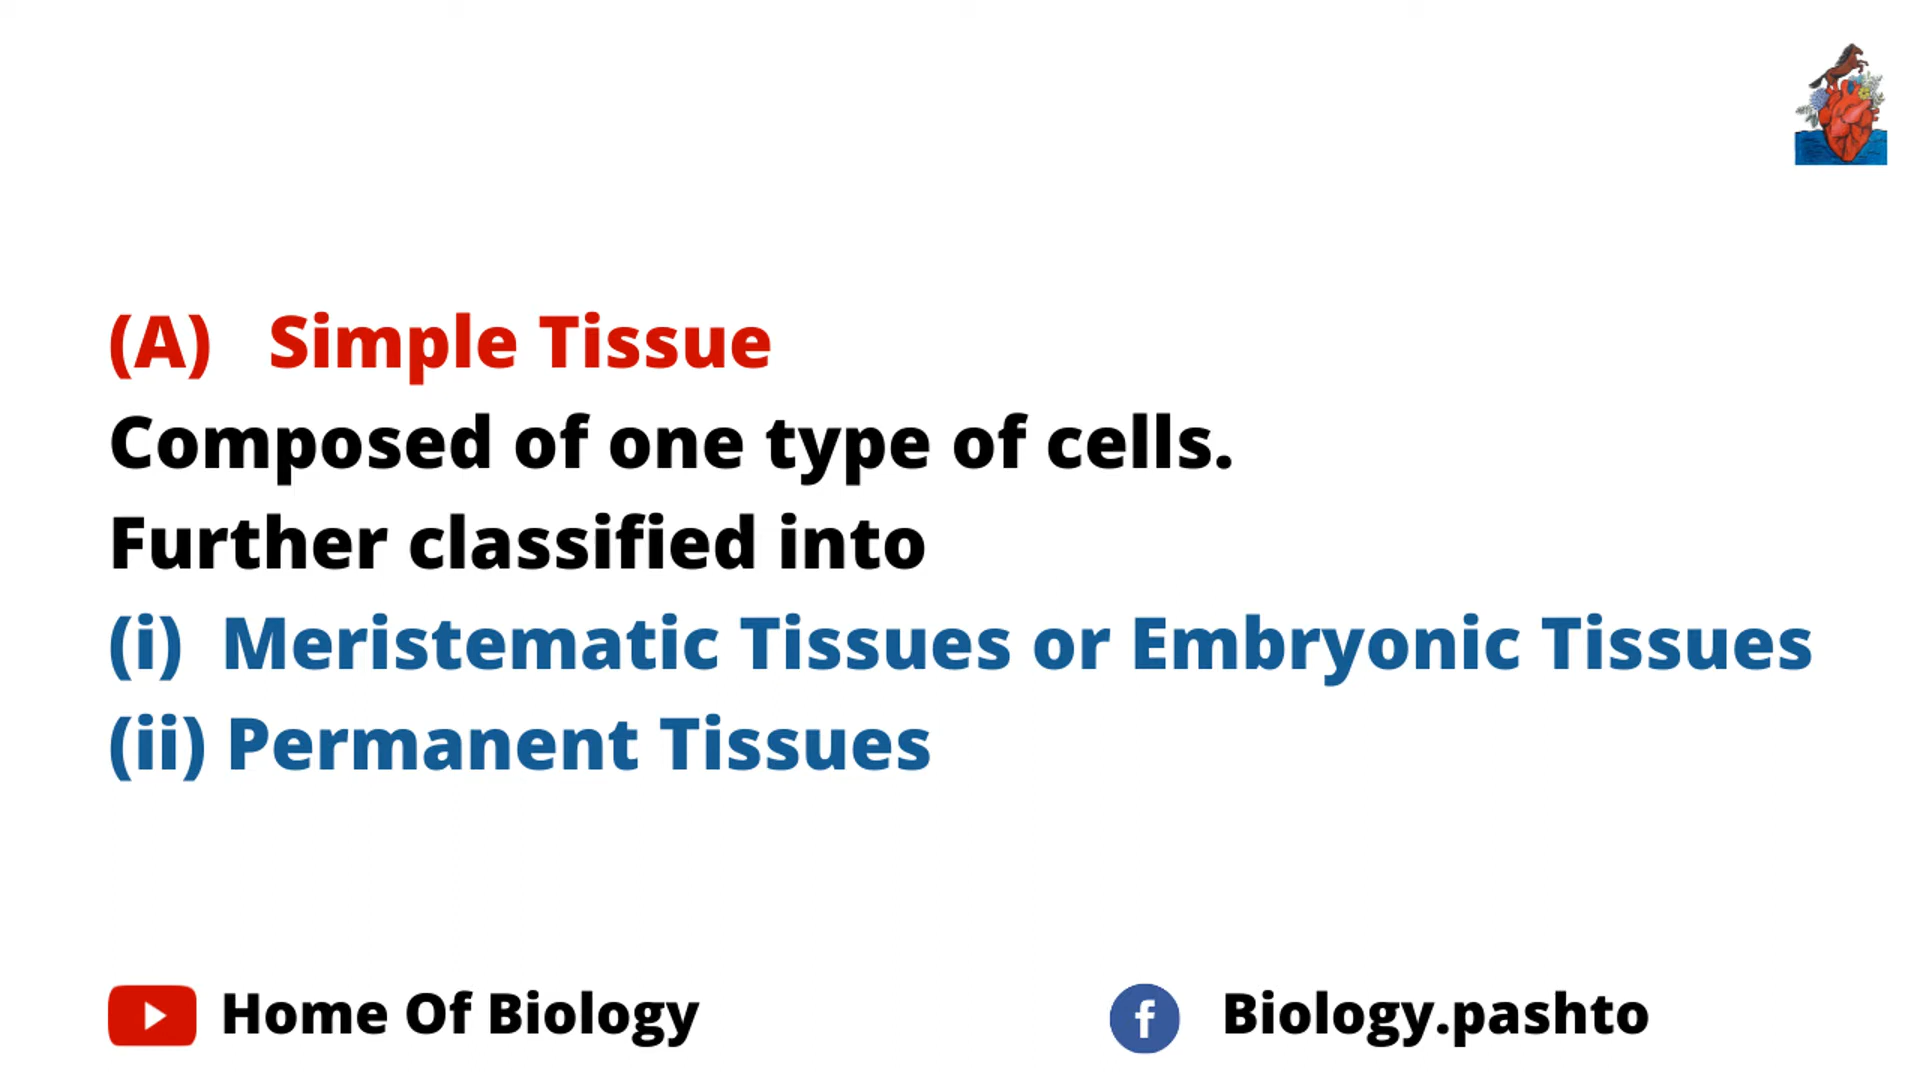 (A) Simple Tissue
Composed of one type of cells.
Further classified into
(i) Meristematic Tissues or Embryonic Tissues
(ii) Permanent Tissues
Home Of Biology
Biology.pashto